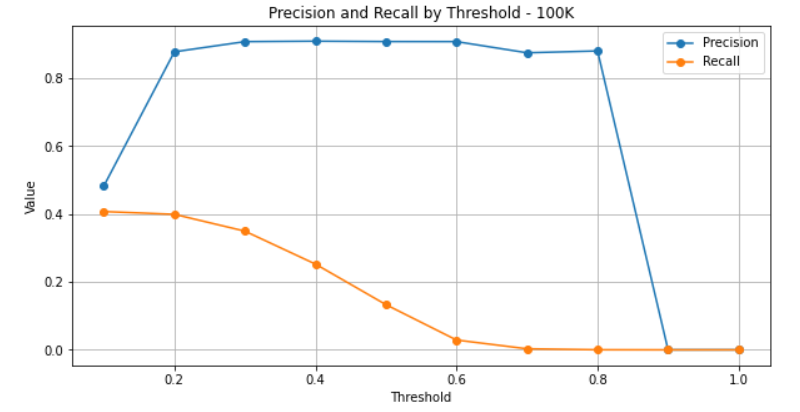 Precision and Recall by Threshold - 100K
Precision
Recall
Value
0.8
0.6
0.4
0.2
0.0
0.2 0.4 0.6 0.8 1.0
Threshold